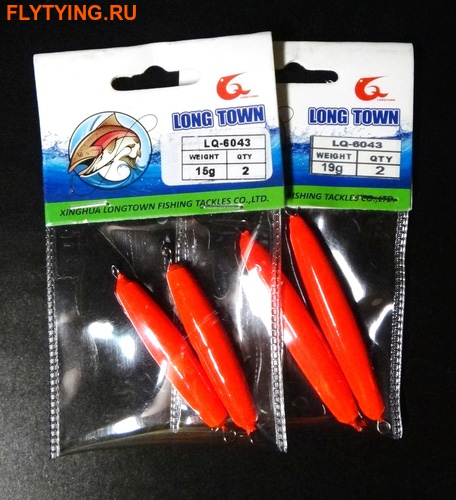 FLYTYING.RU
LONG TOWN
LQ-6043
WEIGHT QTY
15g 2
XINGHUA LONGTOWN FISHING TACKLES CO.,LTD.
LONGTOWN
LONG TOWN
LQ-6043
WEIGHT QTY
19g 2
TACKLES CO.,LTD.